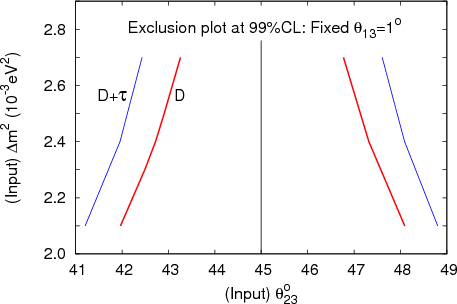 Exclusion plot at 99%CL: Fixed θ₁₃=1°
(Input) Δm² (10⁻³eV²)
2.8
2.6
2.4
2.2
2.0
D+τ
D
41 42 43 44 45 46 47 48 49
(Input) θ°₂₃